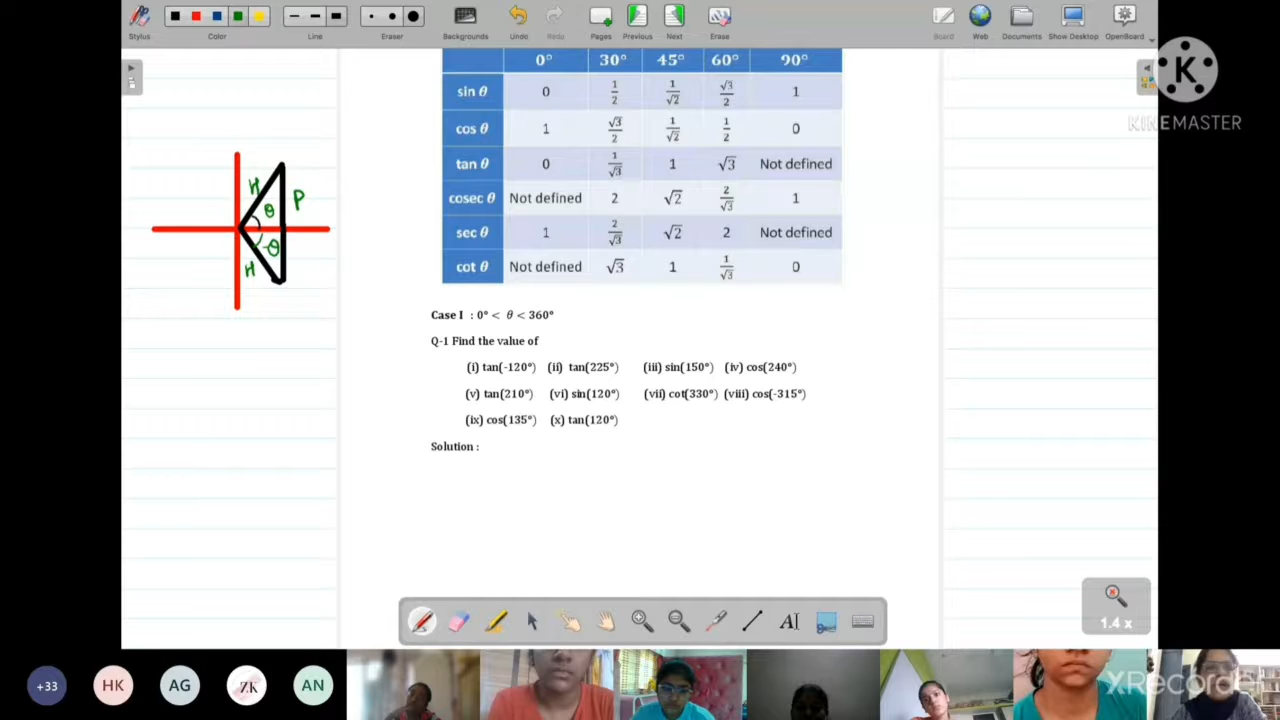 Stylus Color Line Eraser Backgrounds Undo Redo Pages Previous Next Erase Board Web Documents Show Desktop OpenBoard
K
KINEMASTER
0° 30° 45° 60° 90°
sin θ 0 1/2 1/√2 √3/2 1
cos θ 1 √3/2 1/√2 1/2 0
tan θ 0 1/√3 1 √3 Not defined
cosec θ Not defined 2 √2 2/√3 1
sec θ 1 2/√3 √2 2 Not defined
cot θ Not defined √3 1 1/√3 0
H
θ
P
-θ
H
Case I : 0° < θ < 360°
Q-1 Find the value of
(i) tan(-120°) (ii) tan(225°) (iii) sin(150°) (iv) cos(240°)
(v) tan(210°) (vi) sin(120°) (vii) cot(330°) (viii) cos(-315°)
(ix) cos(135°) (x) tan(120°)
Solution :
AI
1.4 x
+33 HK AG ZK AN
XRecorder